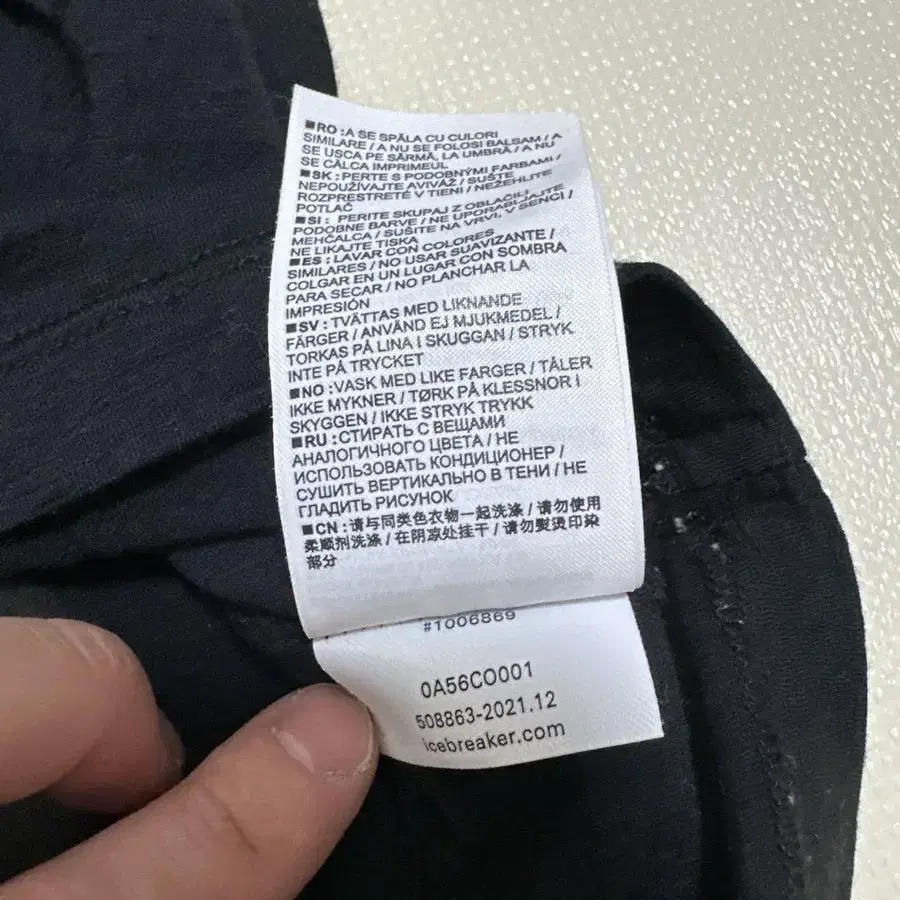 ■RO :A SE SPĂLA CU CULORI
SIMILARE / A NU SE FOLOSI BALSAM / A
SE USCA PE SÂRMĂ, LA UMBRĂ / A NU
SE CĂLCA IMPRIMEUL
■SK : PERTE S PODOBNÝMI FARBAMI /
NEPOUŽÍVAJTE AVIVÁŽ / SUŠTE
ROZPRESTRETÉ V TIENI / NEŽEHLITE
POTLAČ
■SI : PERITE SKUPAJ Z OBLAČILI
PODOBNE BARVE / NE UPORABLJAJTE
MEHČALCA / SUŠITE NA VRVI, V SENCI /
NE LIKAJTE TISKA
■ES : LAVAR CON COLORES
SIMILARES / NO USAR SUAVIZANTE /
COLGAR EN UN LUGAR CON SOMBRA
PARA SECAR / NO PLANCHAR LA
IMPRESIÓN
■SV : TVÄTTAS MED LIKNANDE
FÄRGER / ANVÄND EJ MJUKMEDEL /
TORKAS PÅ LINA I SKUGGAN / STRYK
INTE PÅ TRYCKET
■NO :VASK MED LIKE FARGER / TÅLER
IKKE MYKNER / TØRK PÅ KLESSNOR I
SKYGGEN / IKKE STRYK TRYKK
■RU : СТИРАТЬ С ВЕЩАМИ
АНАЛОГИЧНОГО ЦВЕТА / НЕ
ИСПОЛЬЗОВАТЬ КОНДИЦИОНЕР /
СУШИТЬ ВЕРТИКАЛЬНО В ТЕНИ / НЕ
ГЛАДИТЬ РИСУНОК
■CN : 请与同类色衣物一起洗涤 / 请勿使用
柔顺剂洗涤 / 在阴凉处挂干 / 请勿熨烫印染
部分
#1006869
0A56CO001
508863-2021.12
icebreaker.com